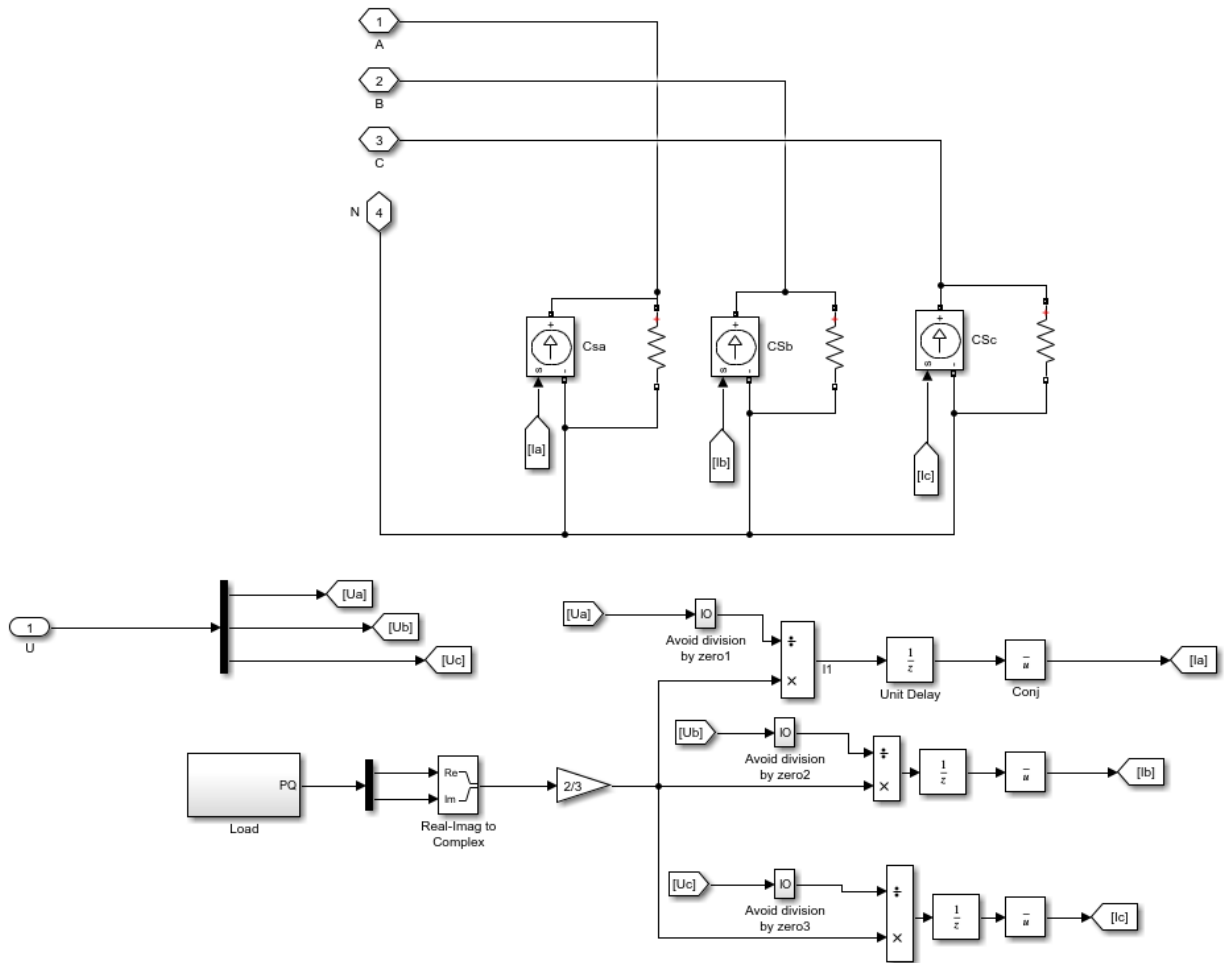 1
A
2
B
3
C
N
4
+
Csa
s
-
+
CSb
s
-
+
CSc
s
-
[Ia]
[Ib]
[Ic]
1
U
[Ua]
[Ub]
[Uc]
[Ua]
IO
Avoid division
by zero1
÷
×
I1
1
z
Unit Delay
u
Conj
[Ia]
[Ub]
IO
Avoid division
by zero2
÷
×
1
z
u
[Ib]
PQ
Load
Re
Im
Real-Imag to
Complex
2/3
[Uc]
IO
Avoid division
by zero3
÷
×
1
z
u
[Ic]